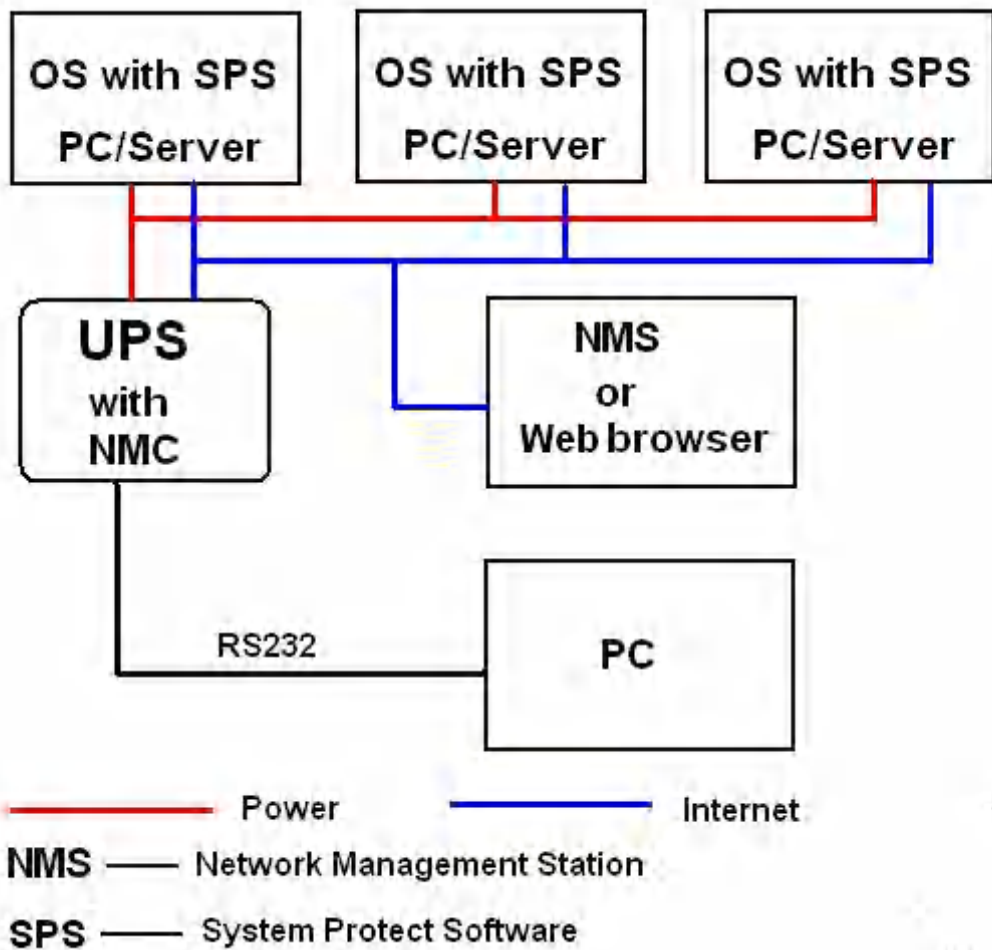 OS with SPS
PC/Server
OS with SPS
PC/Server
OS with SPS
PC/Server
UPS
with
NMC
NMS
or
Web browser
RS232
PC
Power
Internet
NMS Network Management Station
SPS System Protect Software